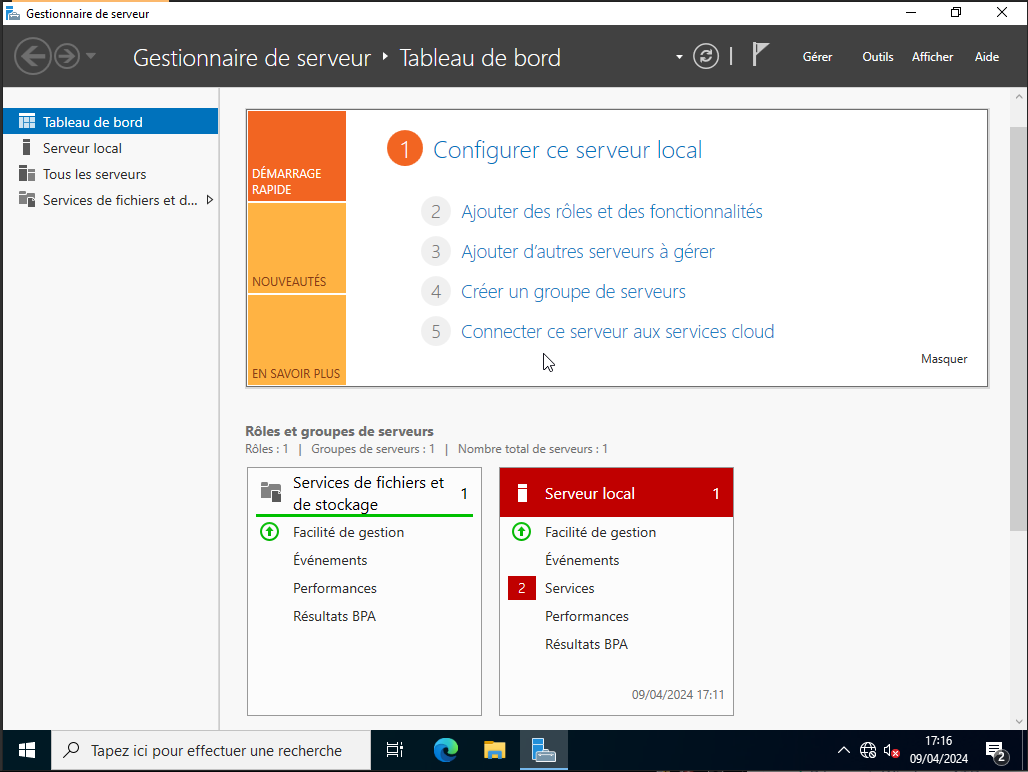 Gestionnaire de serveur
Gestionnaire de serveur ‣ Tableau de bord
Gérer Outils Afficher Aide
Tableau de bord
Serveur local
Tous les serveurs
Services de fichiers et d...
DÉMARRAGE
RAPIDE
NOUVEAUTÉS
EN SAVOIR PLUS
1 Configurer ce serveur local
2 Ajouter des rôles et des fonctionnalités
3 Ajouter d’autres serveurs à gérer
4 Créer un groupe de serveurs
5 Connecter ce serveur aux services cloud
Masquer
Rôles et groupes de serveurs
Rôles : 1 | Groupes de serveurs : 1 | Nombre total de serveurs : 1
Services de fichiers et
de stockage
1
Facilité de gestion
Événements
Performances
Résultats BPA
Serveur local 1
Facilité de gestion
Événements
2 Services
Performances
Résultats BPA
09/04/2024 17:11
Tapez ici pour effectuer une recherche
17:16
09/04/2024
2